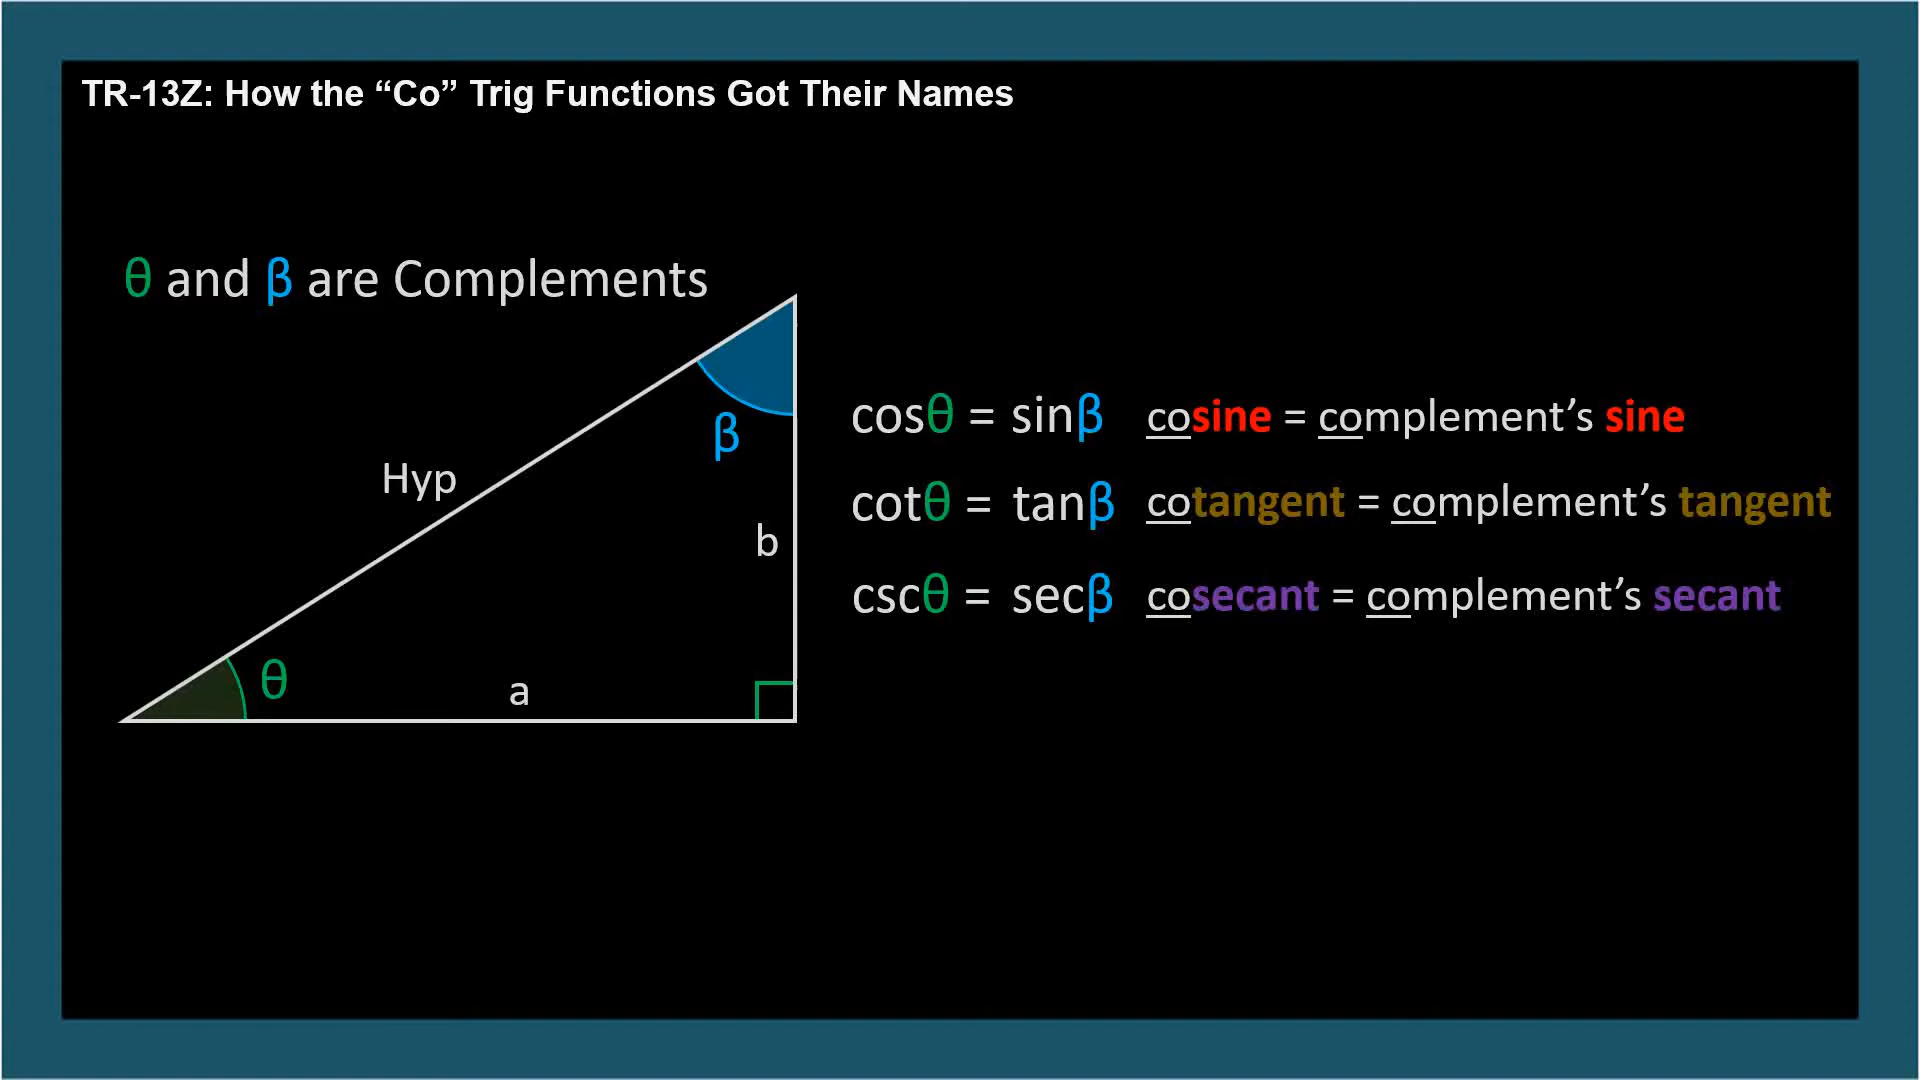 TR-13Z: How the “Co” Trig Functions Got Their Names
θ and β are Complements
Hyp
β
b
θ
a
cosθ = sinβ cosine = complement’s sine
cotθ = tanβ cotangent = complement’s tangent
cscθ = secβ cosecant = complement’s secant